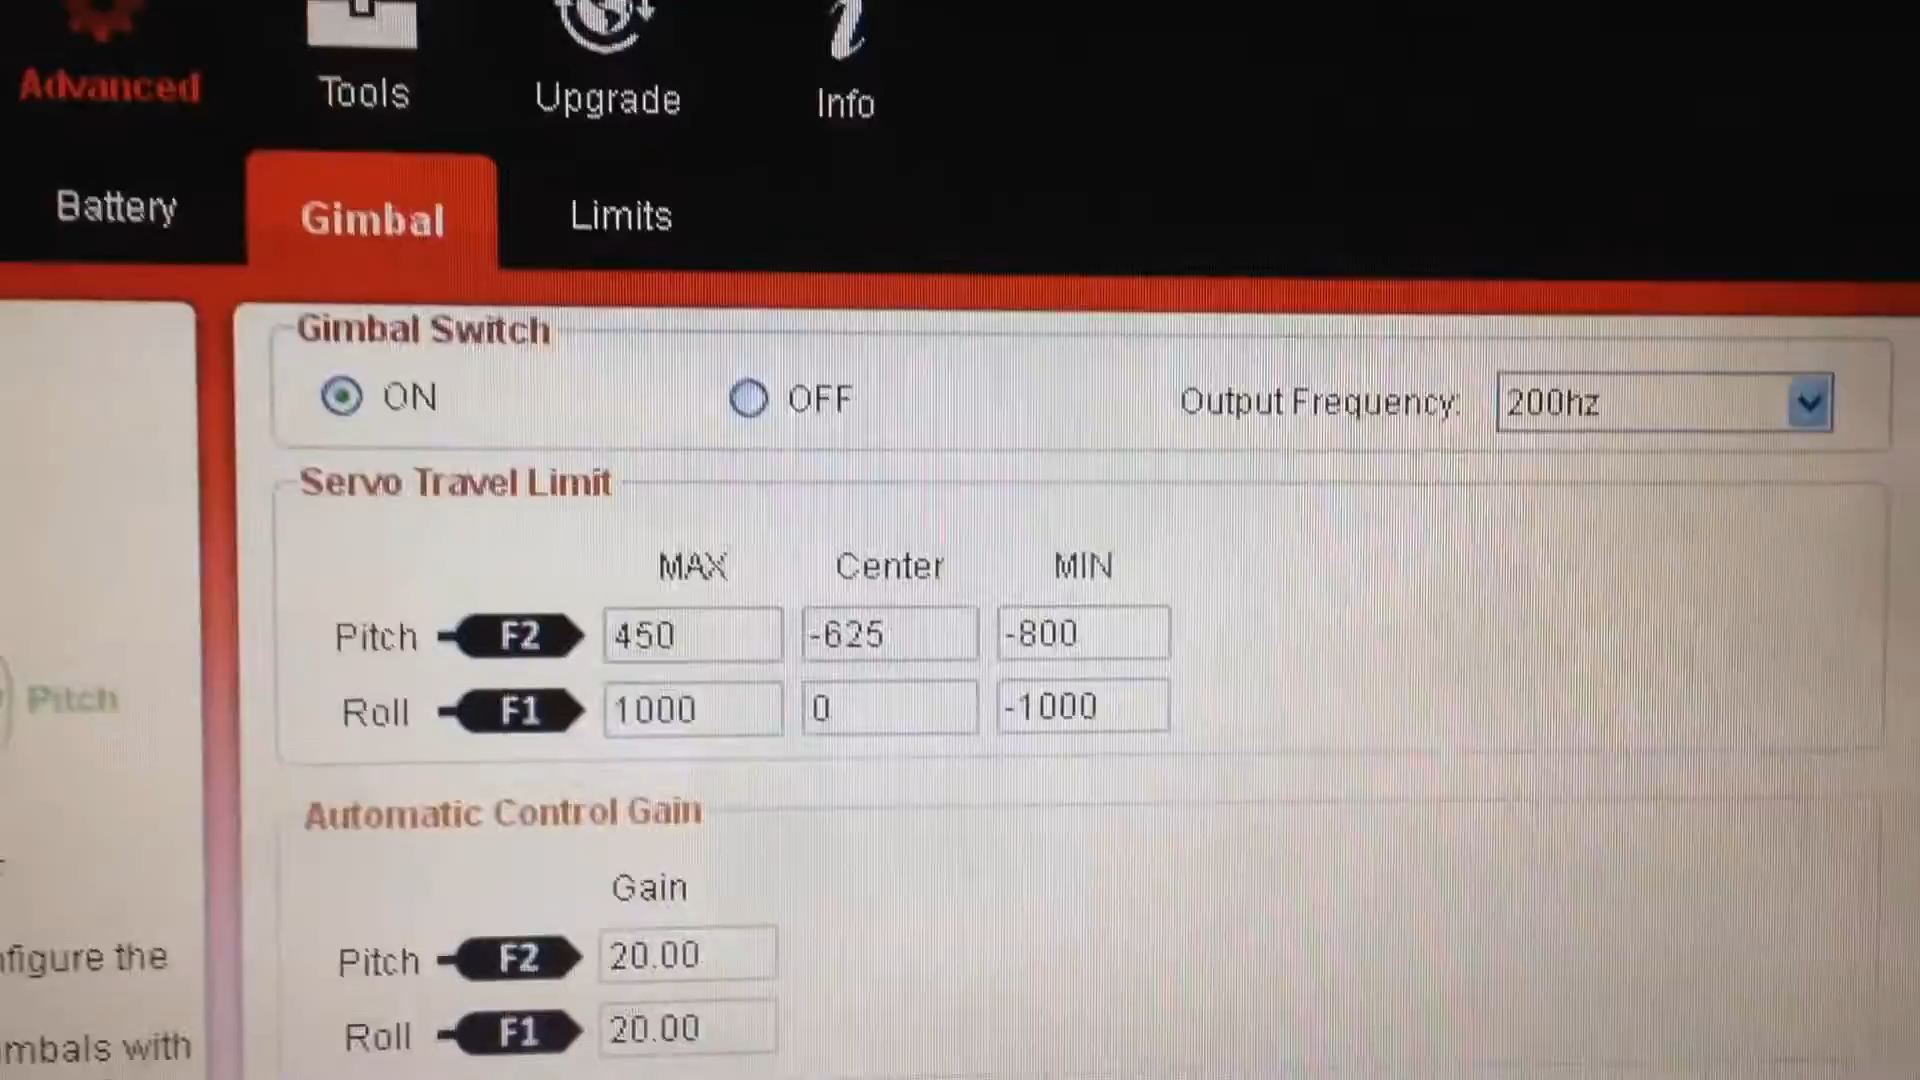 Advanced Tools Upgrade Info
Battery Gimbal Limits
Gimbal Switch
ON OFF Output Frequency: 200hz
Servo Travel Limit
MAX Center MIN
Pitch F2 450 -625 -800
Roll F1 1000 0 -1000
Pitch
Automatic Control Gain
Gain
Pitch F2 20.00
nfigure the
Roll F1 20.00
mbals with